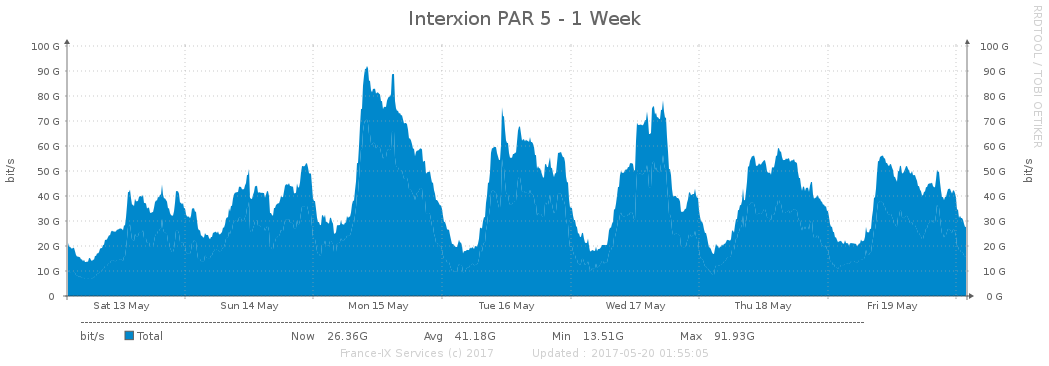 Interxion PAR 5 - 1 Week
RRDTOOL / TOBI OETIKER
bit/s
100 G 100 G
90 G 90 G
80 G 80 G
70 G 70 G
60 G 60 G
50 G 50 G
40 G 40 G
30 G 30 G
20 G 20 G
10 G 10 G
0 0 G
bit/s
Sat 13 May Sun 14 May Mon 15 May Tue 16 May Wed 17 May Thu 18 May Fri 19 May
bit/s Total Now 26.36G Avg 41.18G Min 13.51G Max 91.93G
France-IX Services (c) 2017 Updated : 2017-05-20 01:55:05